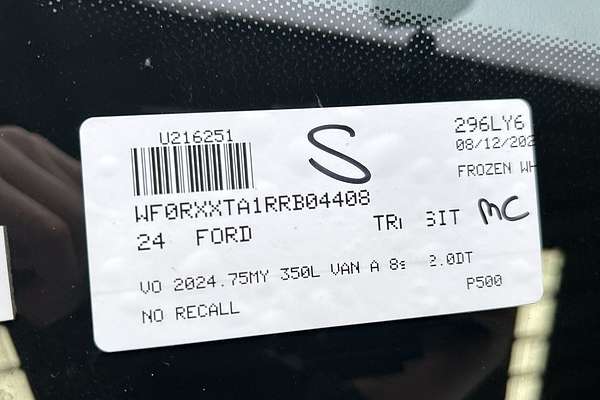 U216251
S
296LY6
08/12/202
FROZEN WH
WF0RXXTA1RRB04408
24 FORD
MC
VO 2024.75MY 350L VAN A 2.0DT
P500
NO RECALL